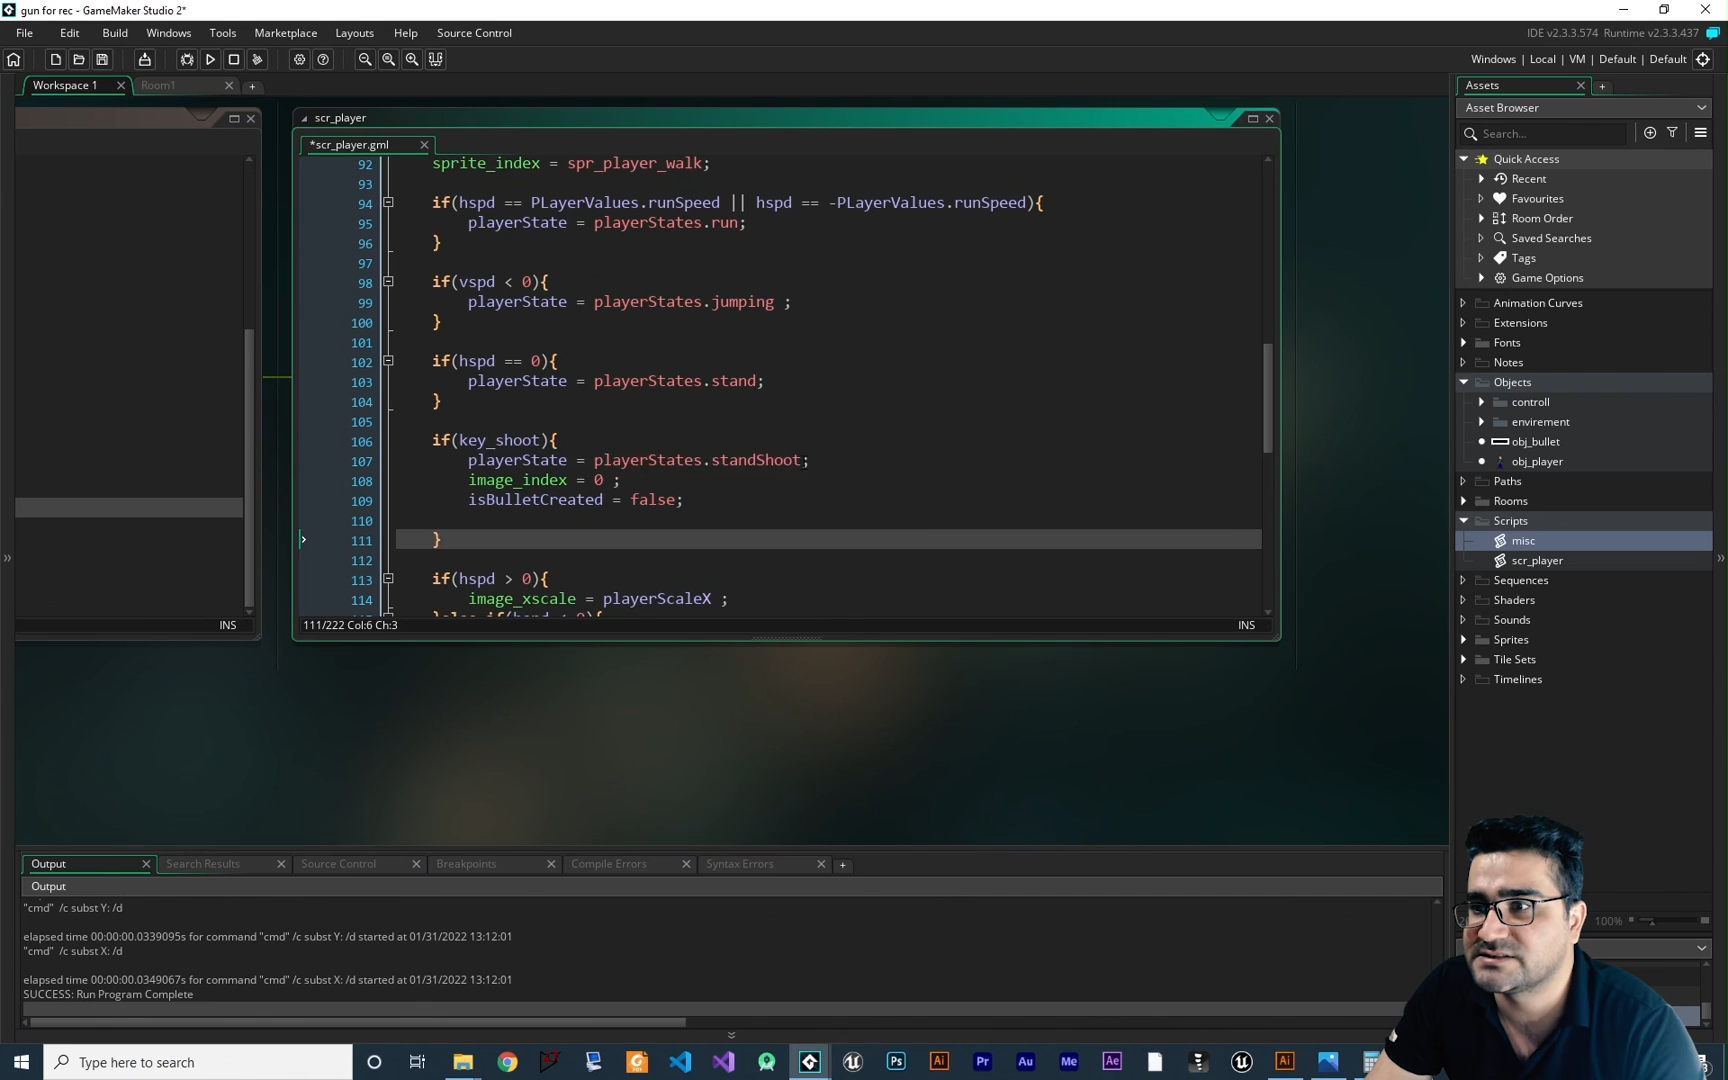 gun for rec - GameMaker Studio 2*
File Edit Build Windows Tools Marketplace Layouts Help Source Control
IDE v2.3.3.574 Runtime v2.3.3.437
Windows | Local | VM | Default | Default
Workspace 1
Room1
scr_player
*scr_player.gml
92 sprite_index = spr_player_walk;
93
94 if(hspd == PLayerValues.runSpeed || hspd == -PLayerValues.runSpeed){
95 playerState = playerStates.run;
96 }
97
98 if(vspd < 0){
99 playerState = playerStates.jumping ;
100 }
101
102 if(hspd == 0){
103 playerState = playerStates.stand;
104 }
105
106 if(key_shoot){
107 playerState = playerStates.standShoot;
108 image_index = 0 ;
109 isBulletCreated = false;
110
111 }
112
113 if(hspd > 0){
114 image_xscale = playerScaleX ;
}else if(hspd < 0){
111/222 Col:6 Ch:3
INS
INS
Assets
Asset Browser
Search...
Quick Access
Recent
Favourites
Room Order
Saved Searches
Tags
Game Options
Animation Curves
Extensions
Fonts
Notes
Objects
controll
envirement
obj_bullet
obj_player
Paths
Rooms
Scripts
misc
scr_player
Sequences
Shaders
Sounds
Sprites
Tile Sets
Timelines
100%
Output
Search Results
Source Control
Breakpoints
Compile Errors
Syntax Errors
Output
"cmd" /c subst Y: /d
elapsed time 00:00:00.0339095s for command "cmd" /c subst Y: /d started at 01/31/2022 13:12:01
"cmd" /c subst X: /d
elapsed time 00:00:00.0349067s for command "cmd" /c subst X: /d started at 01/31/2022 13:12:01
SUCCESS: Run Program Complete
Type here to search
Ps
Ai
Pr
Au
Me
Ae
Ai